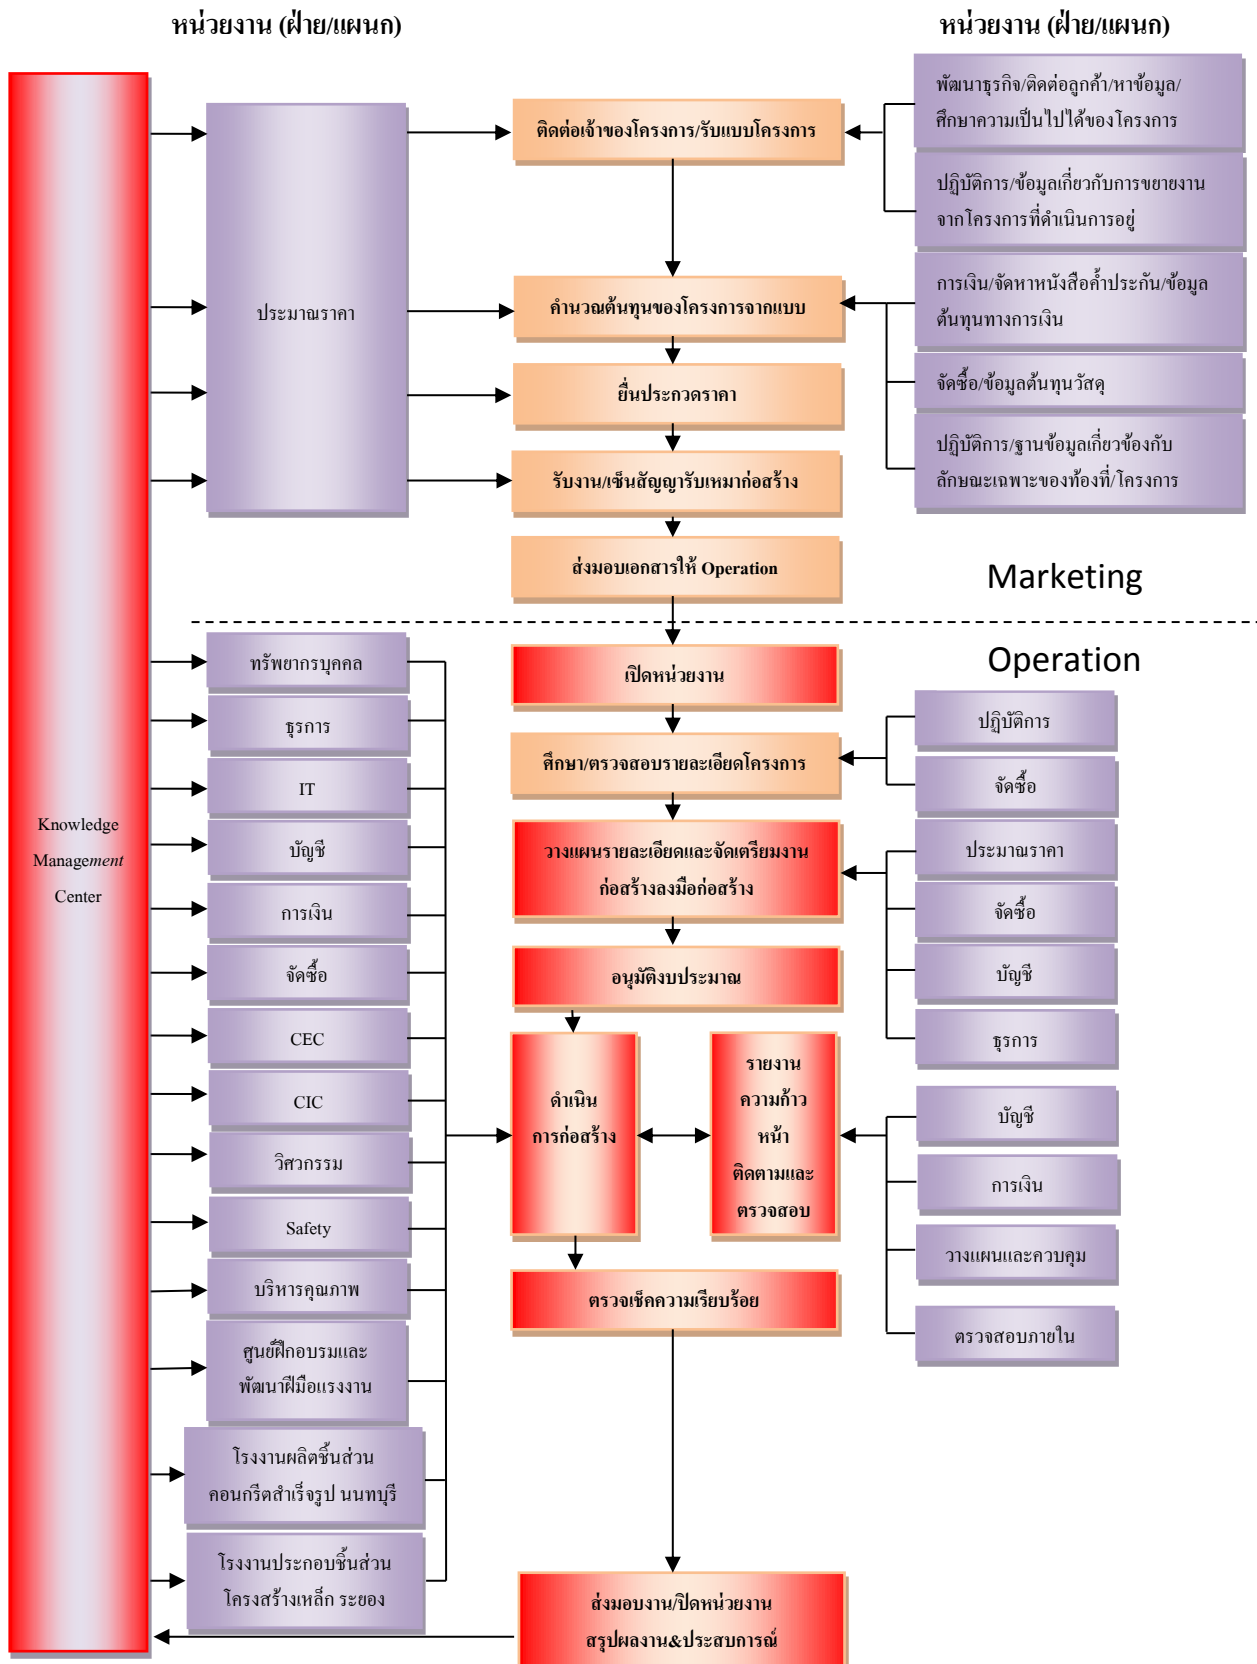 หน่วยงาน (ฝ่าย/แผนก)
หน่วยงาน (ฝ่าย/แผนก)
Knowledge
Management
Center
ประมาณราคา
ติดต่อเจ้าของโครงการ/รับแบบโครงการ
คำนวณต้นทุนของโครงการจากแบบ
ยื่นประกวดราคา
รับงาน/เซ็นสัญญารับเหมาก่อสร้าง
ส่งมอบเอกสารให้ Operation
พัฒนาธุรกิจ/ติดต่อลูกค้า/หาข้อมูล/
ศึกษาความเป็นไปได้ของโครงการ
ปฏิบัติการ/ข้อมูลเกี่ยวกับการขยายงาน
จากโครงการที่ดำเนินการอยู่
การเงิน/จัดหาหนังสือค้ำประกัน/ข้อมูล
ต้นทุนทางการเงิน
จัดซื้อ/ข้อมูลต้นทุนวัสดุ
ปฏิบัติการ/ฐานข้อมูลเกี่ยวข้องกับ
ลักษณะเฉพาะของท้องที่/โครงการ
Marketing
Operation
ทรัพยากรบุคคล
ธุรการ
IT
บัญชี
การเงิน
จัดซื้อ
CEC
CIC
วิศวกรรม
Safety
บริหารคุณภาพ
ศูนย์ฝึกอบรมและ
พัฒนาฝีมือแรงงาน
โรงงานผลิตชิ้นส่วน
คอนกรีตสำเร็จรูป นนทบุรี
โรงงานประกอบชิ้นส่วน
โครงสร้างเหล็ก ระยอง
เปิดหน่วยงาน
ศึกษา/ตรวจสอบรายละเอียดโครงการ
วางแผนรายละเอียดและจัดเตรียมงาน
ก่อสร้างลงมือก่อสร้าง
อนุมัติงบประมาณ
ดำเนิน
การก่อสร้าง
รายงาน
ความก้าว
หน้า
ติดตามและ
ตรวจสอบ
ตรวจเช็คความเรียบร้อย
ส่งมอบงาน/ปิดหน่วยงาน
สรุปผลงาน&ประสบการณ์
ปฏิบัติการ
จัดซื้อ
ประมาณราคา
จัดซื้อ
บัญชี
ธุรการ
บัญชี
การเงิน
วางแผนและควบคุม
ตรวจสอบภายใน